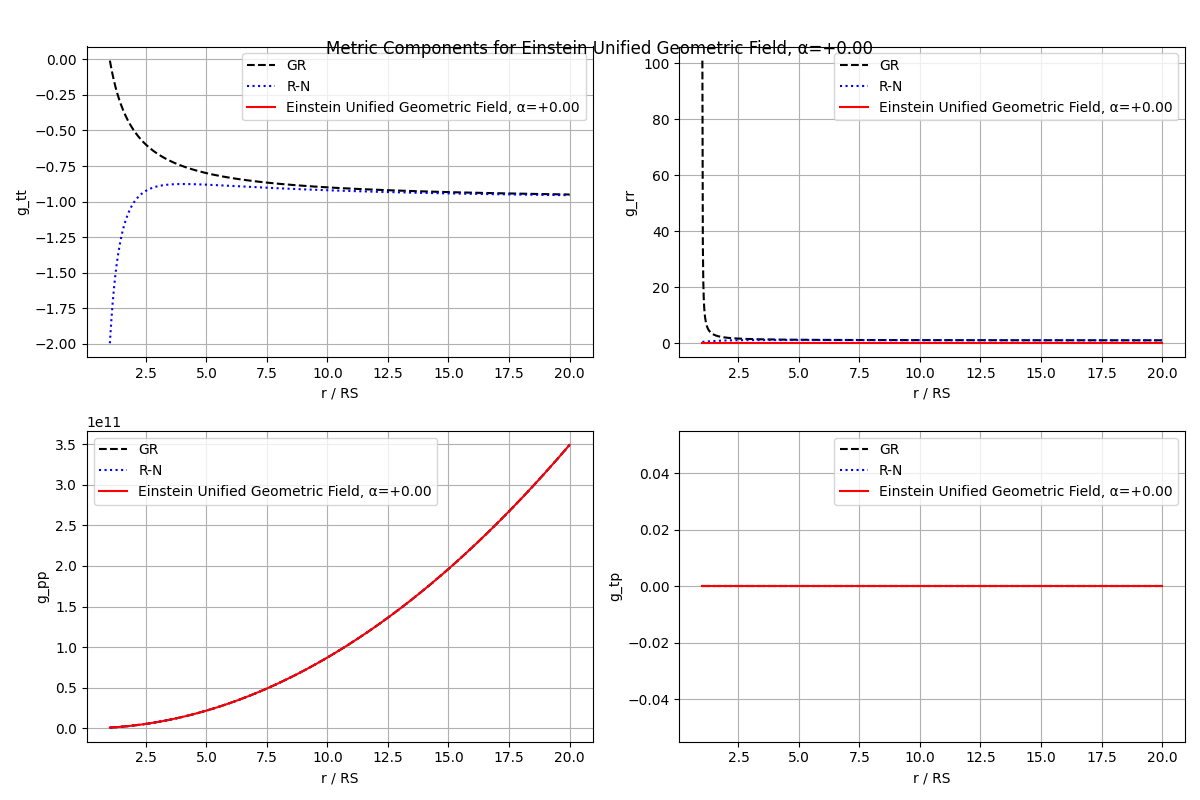 Metric Components for Einstein Unified Geometric Field, α=+0.00
GR
R-N
Einstein Unified Geometric Field, α=+0.00
g_tt
0.00
−0.25
−0.50
−0.75
−1.00
−1.25
−1.50
−1.75
−2.00
2.5 5.0 7.5 10.0 12.5 15.0 17.5 20.0
r / RS
GR
R-N
Einstein Unified Geometric Field, α=+0.00
g_rr
100
80
60
40
20
0
2.5 5.0 7.5 10.0 12.5 15.0 17.5 20.0
r / RS
1e11
GR
R-N
Einstein Unified Geometric Field, α=+0.00
g_pp
3.5
3.0
2.5
2.0
1.5
1.0
0.5
0.0
2.5 5.0 7.5 10.0 12.5 15.0 17.5 20.0
r / RS
GR
R-N
Einstein Unified Geometric Field, α=+0.00
g_tp
0.04
0.02
0.00
−0.02
−0.04
2.5 5.0 7.5 10.0 12.5 15.0 17.5 20.0
r / RS